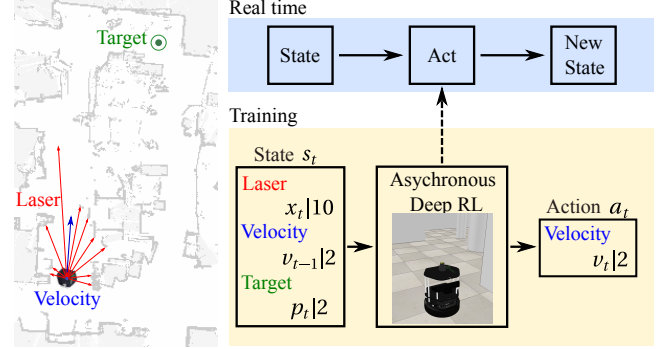 Target
Laser
Velocity
Real time
State
Act
New
State
Training
State s_t
Laser
x_t|10
Velocity
v_{t-1}|2
Target
p_t|2
Asychronous
Deep RL
Action a_t
Velocity
v_t|2